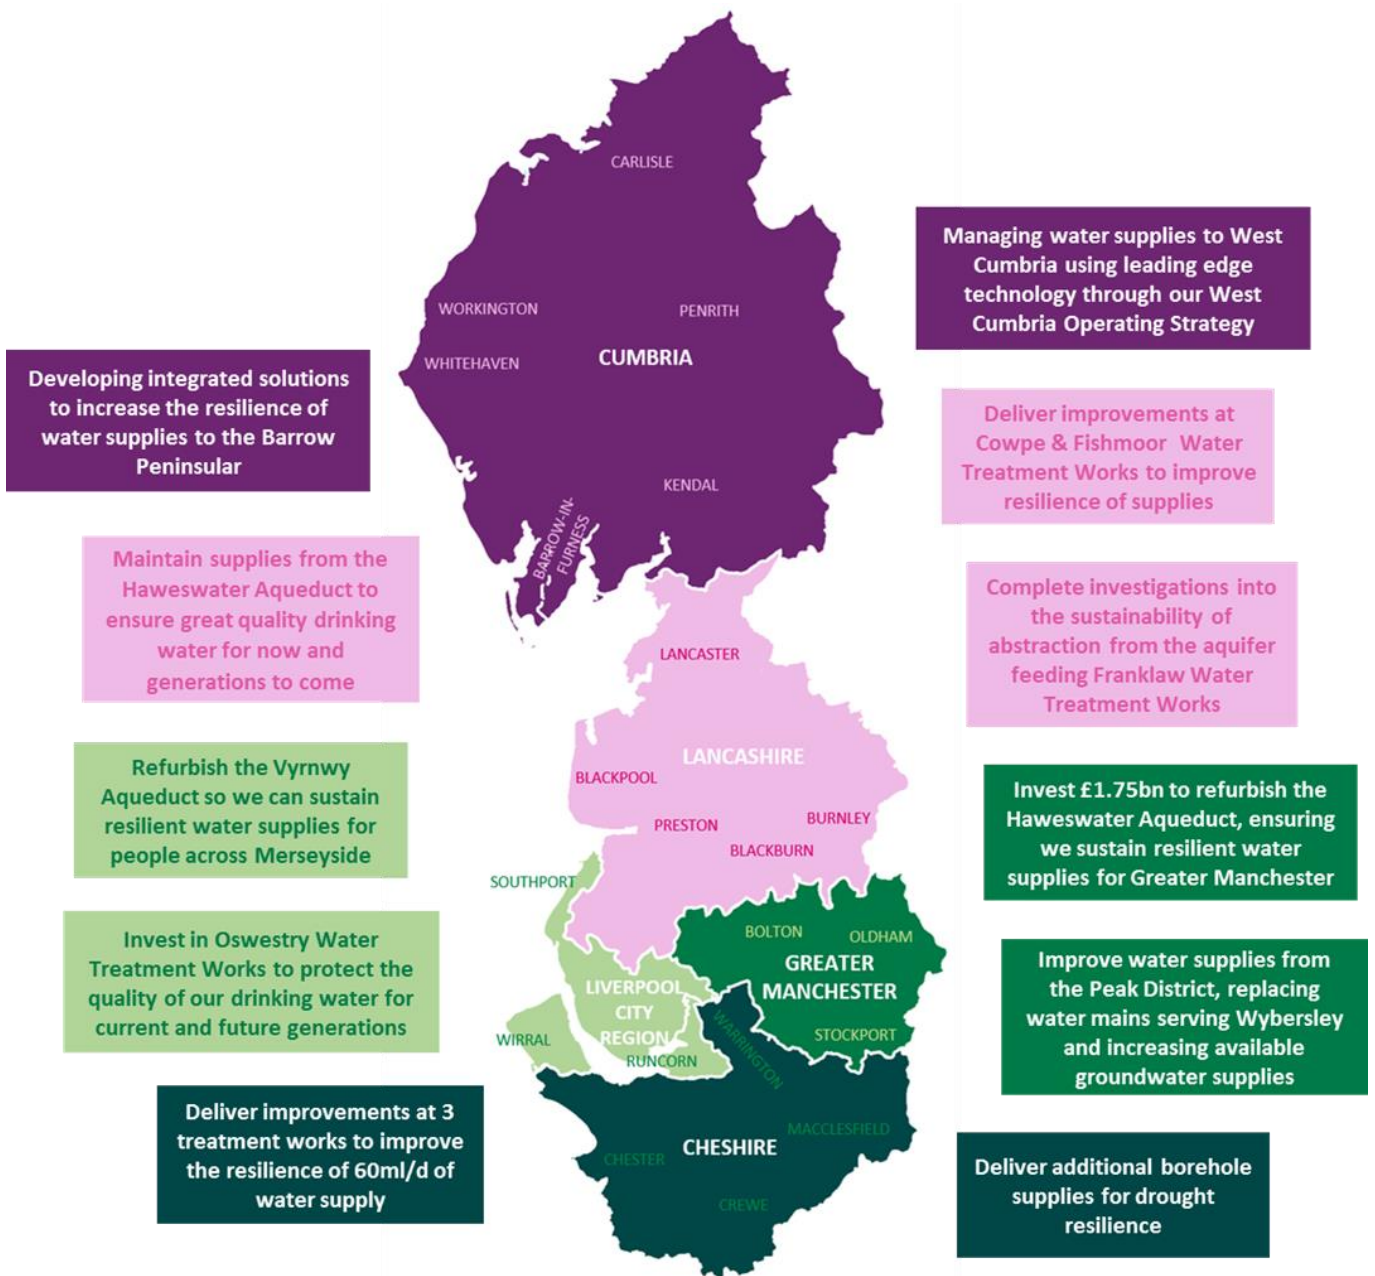 CARLISLE
Managing water supplies to West
Cumbria using leading edge
technology through our West
Cumbria Operating Strategy
WORKINGTON
PENRITH
CUMBRIA
WHITEHAVEN
Developing integrated solutions
to increase the resilience of
water supplies to the Barrow
Peninsular
Deliver improvements at
Cowpe & Fishmoor Water
Treatment Works to improve
resilience of supplies
KENDAL
BARROW-IN-
FURNESS
Maintain supplies from the
Haweswater Aqueduct to
ensure great quality drinking
water for now and
generations to come
Complete investigations into
the sustainability of
abstraction from the aquifer
feeding Franklaw Water
Treatment Works
LANCASTER
LANCASHIRE
BLACKPOOL
PRESTON
BURNLEY
BLACKBURN
Refurbish the Vyrnwy
Aqueduct so we can sustain
resilient water supplies for
people across Merseyside
Invest £1.75bn to refurbish the
Haweswater Aqueduct, ensuring
we sustain resilient water
supplies for Greater Manchester
SOUTHPORT
BOLTON
OLDHAM
GREATER
MANCHESTER
STOCKPORT
Invest in Oswestry Water
Treatment Works to protect the
quality of our drinking water for
current and future generations
LIVERPOOL
CITY
REGION
WIRRAL
RUNCORN
WARRINGTON
Improve water supplies from
the Peak District, replacing
water mains serving Wybersley
and increasing available
groundwater supplies
Deliver improvements at 3
treatment works to improve
the resilience of 60ml/d of
water supply
MACCLESFIELD
CHESHIRE
CHESTER
CREWE
Deliver additional borehole
supplies for drought
resilience